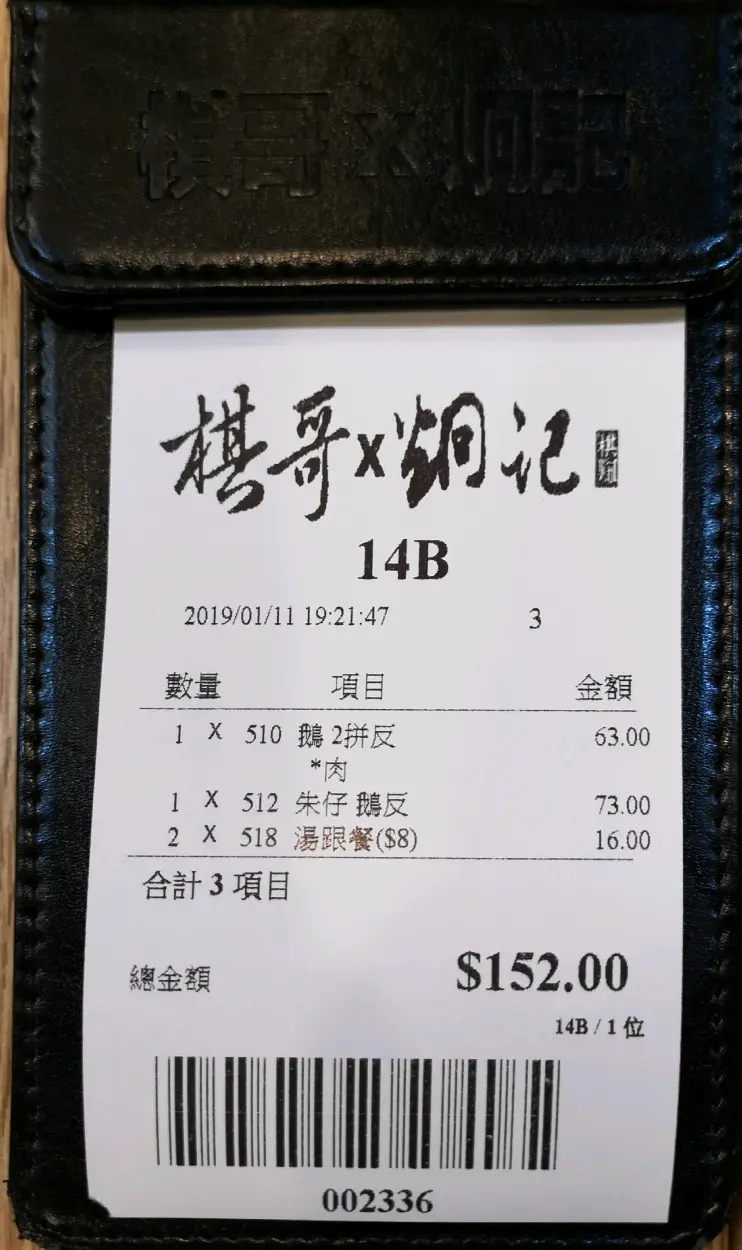 棋哥x炯記
棋哥x炯记
14B
2019/01/11 19:21:47 3
數量 項目 金額
1 X 510 鵝 2拼反 63.00
*肉
1 X 512 朱仔 鵝反 73.00
2 X 518 湯跟餐($8) 16.00
合計 3 項目
總金額 $152.00
14B / 1 位
002336